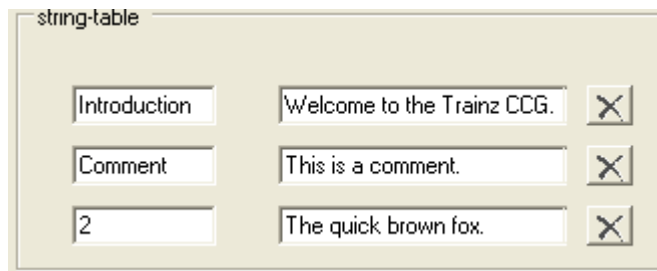 string-table
Introduction Welcome to the Trainz CCG.
Comment This is a comment.
2 The quick brown fox.